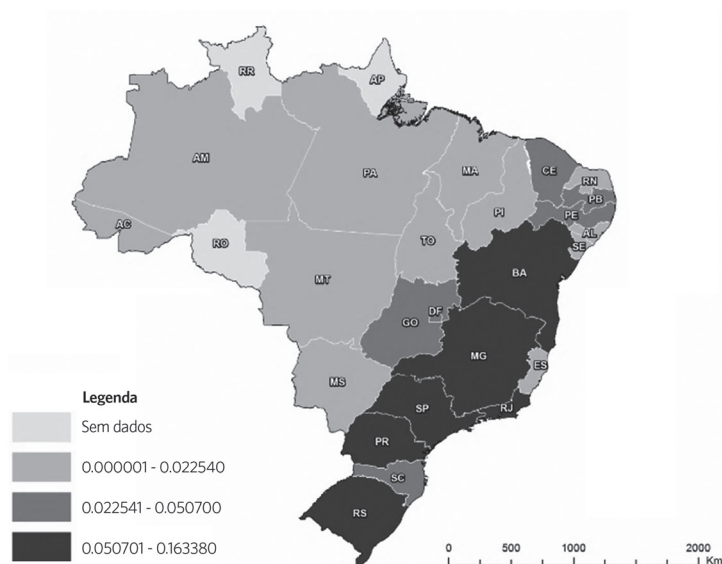 RR
AP
AM
PA
MA
CE
RN
PB
PE
AL
SE
PI
AC
RO
TO
MT
BA
GO
DF
MG
ES
MS
SP
RJ
PR
SC
RS
Legenda
Sem dados
0.000001 - 0.022540
0.022541 - 0.050700
0.050701 - 0.163380
0 500 1000 2000
Km